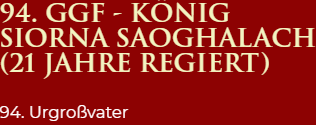 94. GGF - KÖNIG
SIORNA SAOGHALACH
(21 JAHRE REGIERT)
94. Urgroßvater